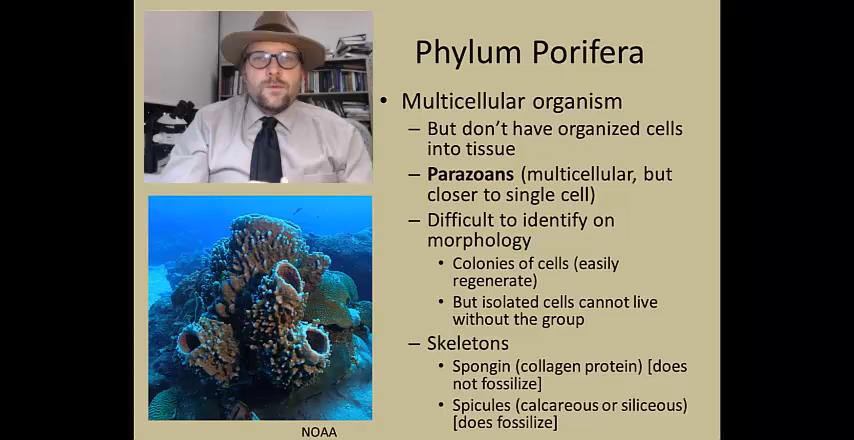 Phylum Porifera
• Multicellular organism
– But don't have organized cells
into tissue
– Parazoans (multicellular, but
closer to single cell)
– Difficult to identify on
morphology
• Colonies of cells (easily
regenerate)
• But isolated cells cannot live
without the group
– Skeletons
• Spongin (collagen protein) [does
not fossilize]
• Spicules (calcareous or siliceous)
[does fossilize]
NOAA